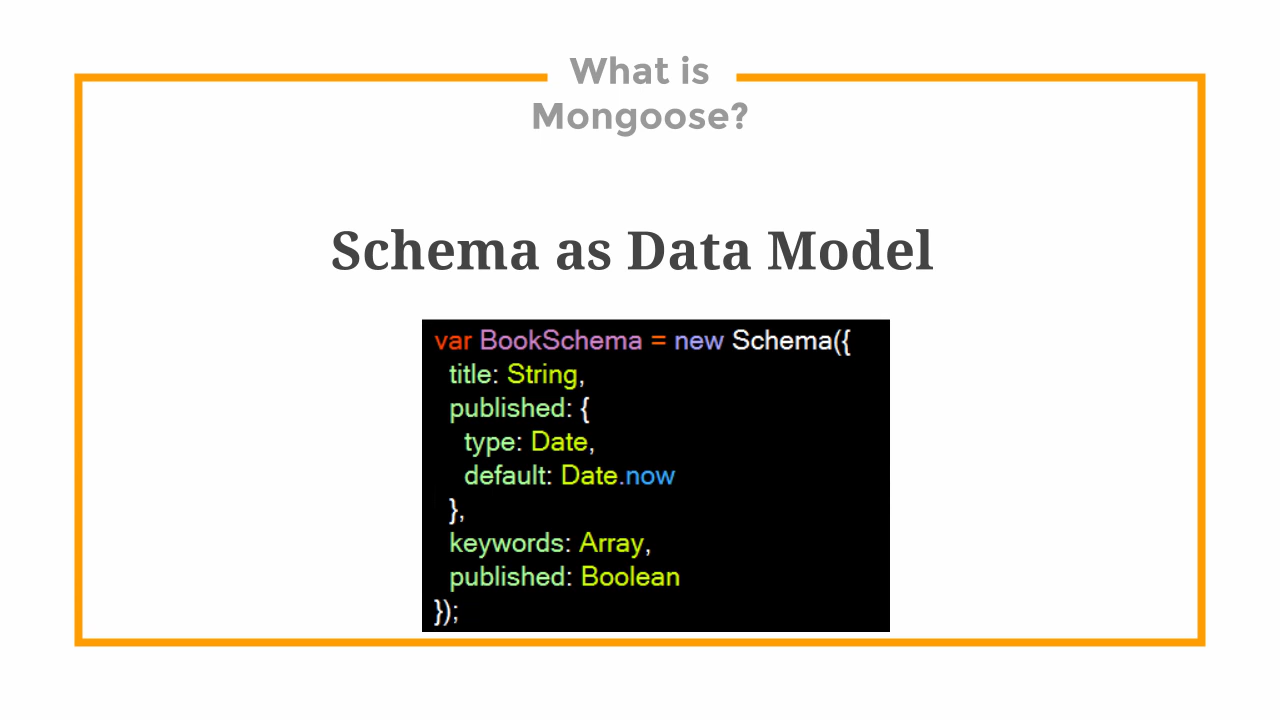 What is
Mongoose?
Schema as Data Model
var BookSchema = new Schema({
  title: String,
  published: {
    type: Date,
    default: Date.now
  },
  keywords: Array,
  published: Boolean
});